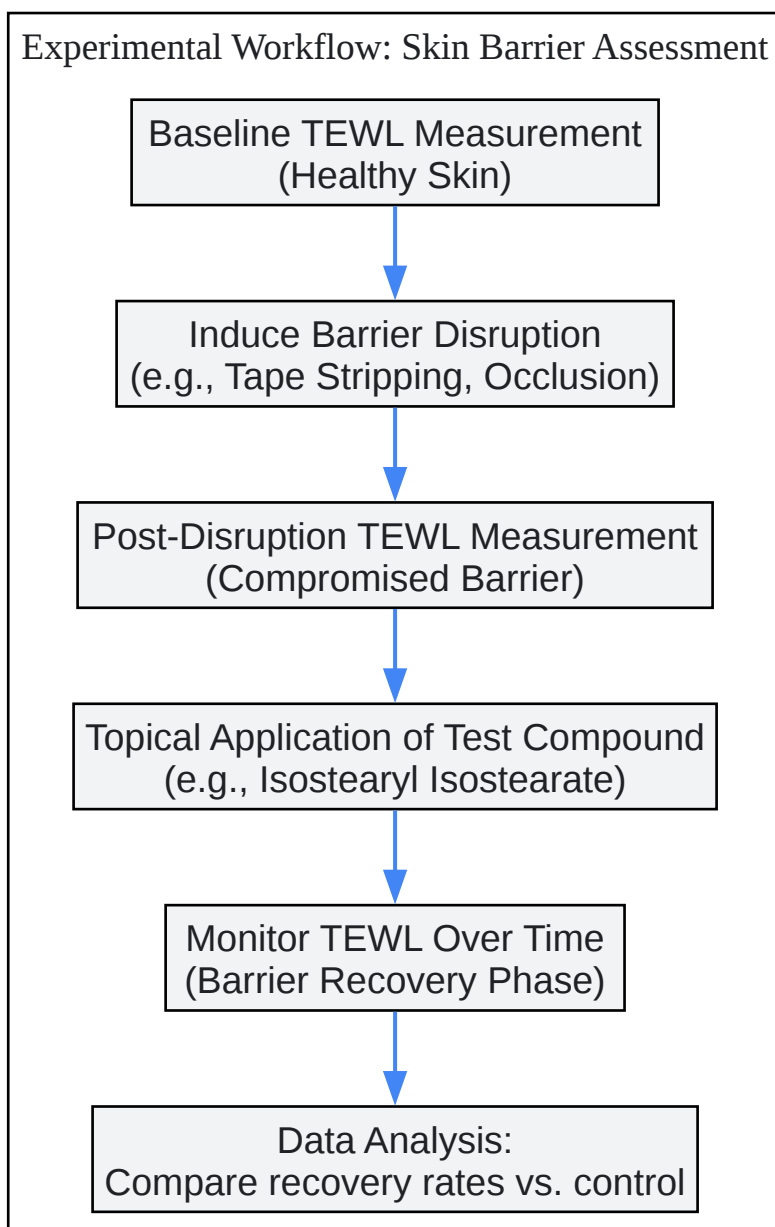 Experimental Workflow: Skin Barrier Assessment
Baseline TEWL Measurement
(Healthy Skin)
Induce Barrier Disruption
(e.g., Tape Stripping, Occlusion)
Post-Disruption TEWL Measurement
(Compromised Barrier)
Topical Application of Test Compound
(e.g., Isostearyl Isostearate)
Monitor TEWL Over Time
(Barrier Recovery Phase)
Data Analysis:
Compare recovery rates vs. control